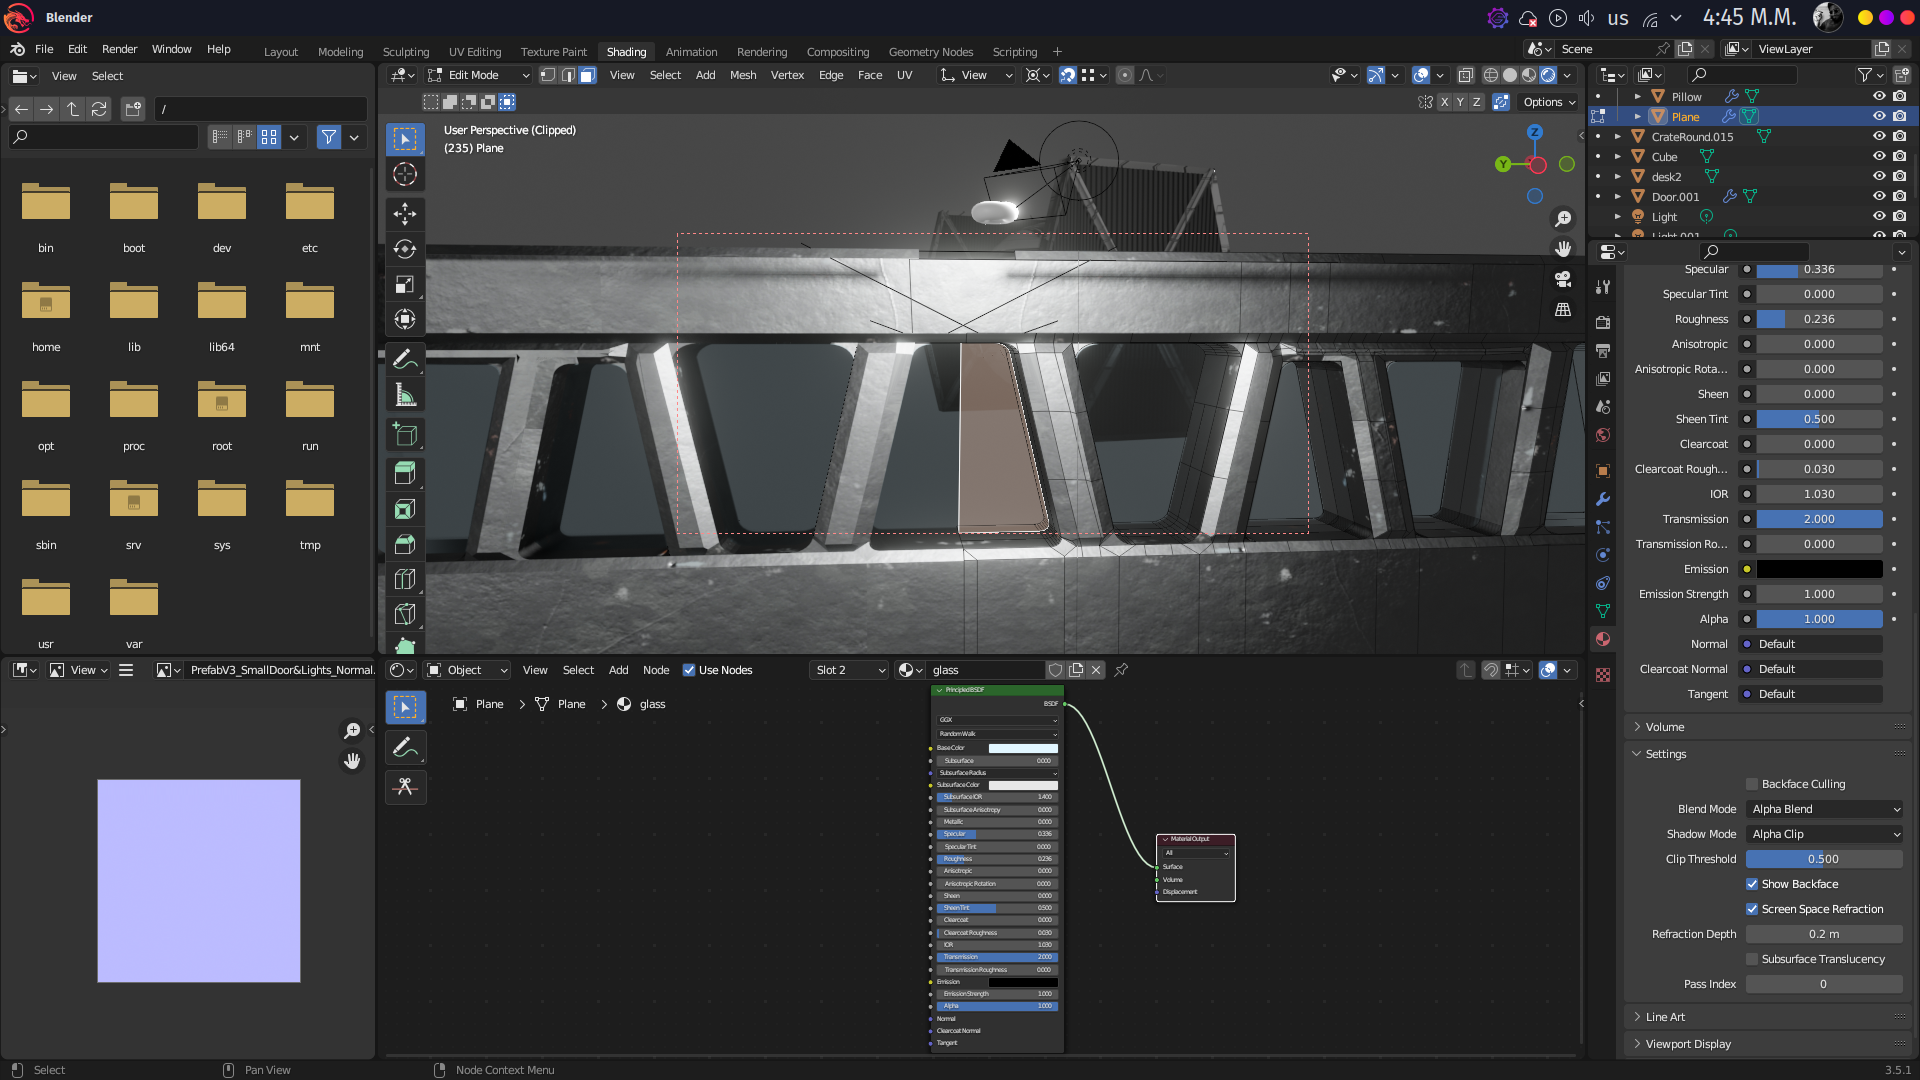 Blender
us
4:45 M.M.
File Edit Render Window Help
Layout Modeling Sculpting UV Editing Texture Paint Shading Animation Rendering Compositing Geometry Nodes Scripting +
Scene
ViewLayer
View Select
Edit Mode
View Select Add Mesh Vertex Edge Face UV
View
/
X Y Z
Options
User Perspective (Clipped)
(235) Plane
Z
Y
bin boot dev etc
home lib lib64 mnt
opt proc root run
sbin srv sys tmp
usr var
Pillow
Plane
CrateRound.015
Cube
desk2
Door.001
Light
Light.001
Specular 0.336
Specular Tint 0.000
Roughness 0.236
Anisotropic 0.000
Anisotropic Rota... 0.000
Sheen 0.000
Sheen Tint 0.500
Clearcoat 0.000
Clearcoat Rough... 0.030
IOR 1.030
Transmission 2.000
Transmission Ro... 0.000
Emission
Emission Strength 1.000
Alpha 1.000
Normal Default
Clearcoat Normal Default
Tangent Default
Volume
Settings
Backface Culling
Blend Mode Alpha Blend
Shadow Mode Alpha Clip
Clip Threshold 0.500
Show Backface
Screen Space Refraction
Refraction Depth 0.2 m
Subsurface Translucency
Pass Index 0
Line Art
Viewport Display
View
PrefabV3_SmallDoor&Lights_Normal.
Object
View Select Add Node Use Nodes
Slot 2
glass
Plane > Plane > glass
Principled BSDF
BSDF
GGX
Random Walk
Base Color
Subsurface 0.000
Subsurface Radius
Subsurface Color
Subsurface IOR 1.400
Subsurface Anisotropy 0.000
Metallic 0.000
Specular 0.336
Specular Tint 0.000
Roughness 0.236
Anisotropic 0.000
Anisotropic Rotation 0.000
Sheen 0.000
Sheen Tint 0.500
Clearcoat 0.000
Clearcoat Roughness 0.030
IOR 1.030
Transmission 2.000
Transmission Roughness 0.000
Emission
Emission Strength 1.000
Alpha 1.000
Normal
Clearcoat Normal
Tangent
Material Output
All
Surface
Volume
Displacement
Select
Pan View
Node Context Menu
3.5.1